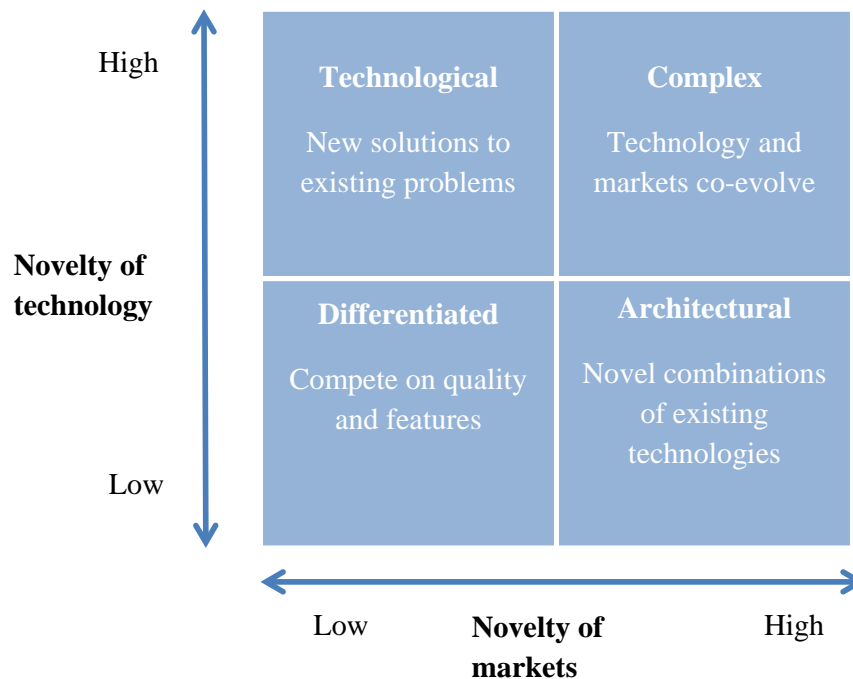 High
Technological
New solutions to
existing problems
Complex
Technology and
markets co-evolve
Novelty of
technology
Differentiated
Compete on quality
and features
Architectural
Novel combinations
of existing
technologies
Low
Low
Novelty of
markets
High